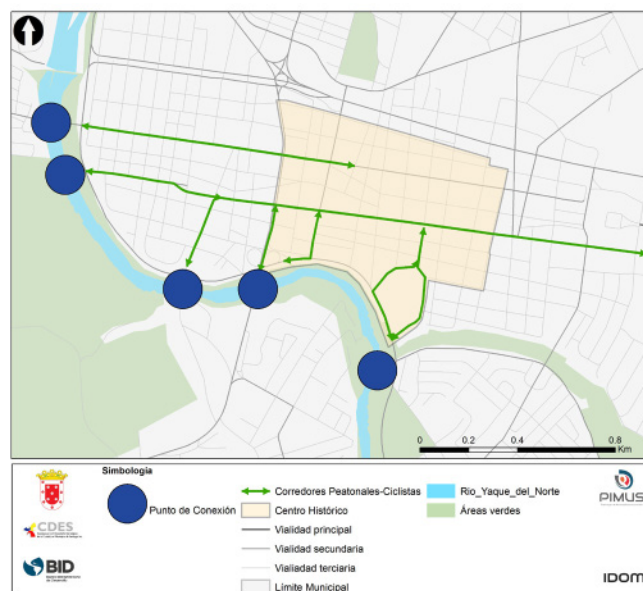 0 0.2 0.4 0.8
Km
Simbología
Punto de Conexión
Corredores Peatonales-Ciclistas
Centro Histórico
Vialidad principal
Vialidad secundaria
Vialiadad terciaria
Límite Municipal
Rio_Yaque_del_Norte
Áreas verdes
CDES
BID
PIMUS
IDOM